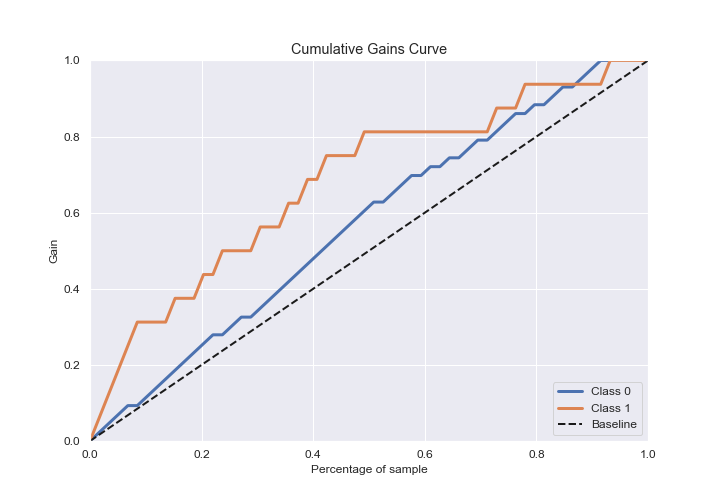 Cumulative Gains Curve
1.0
0.8
0.6
0.4
0.2
0.0
Gain
Class 0
Class 1
Baseline
0.0 0.2 0.4 0.6 0.8 1.0
Percentage of sample